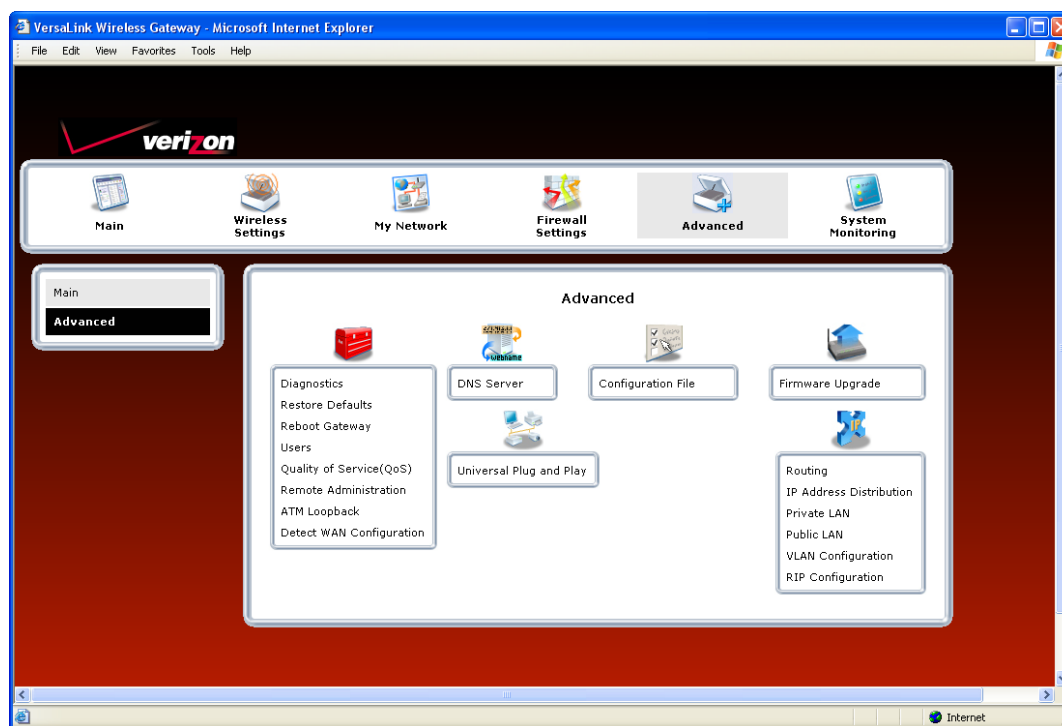 VersaLink Wireless Gateway - Microsoft Internet Explorer
File Edit View Favorites Tools Help
verizon
Main
Wireless Settings
My Network
Firewall Settings
Advanced
System Monitoring
Main
Advanced
Advanced
Diagnostics
Restore Defaults
Reboot Gateway
Users
Quality of Service(QoS)
Remote Administration
ATM Loopback
Detect WAN Configuration
webname
DNS Server
Universal Plug and Play
Configuration File
Firmware Upgrade
IP
Routing
IP Address Distribution
Private LAN
Public LAN
VLAN Configuration
RIP Configuration
Internet